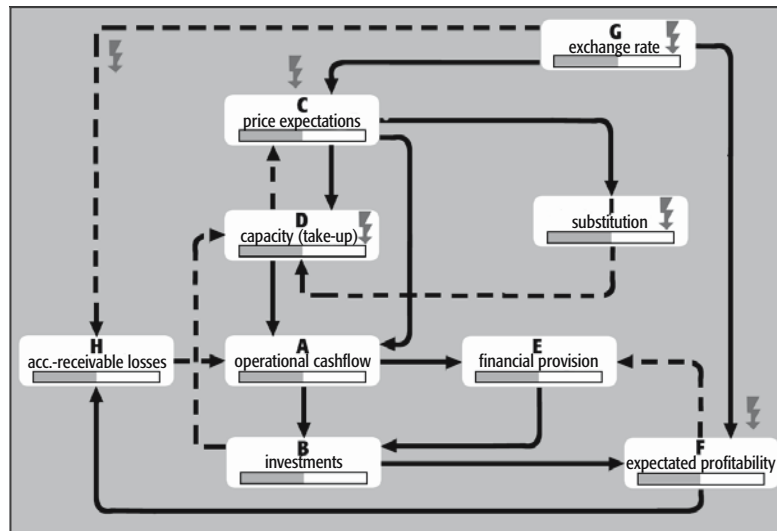 G
exchange rate
C
price expectations
D
capacity (take-up)
I
substitution
H
acc.-receivable losses
A
operational cashflow
E
financial provision
B
investments
F
expectated profitability